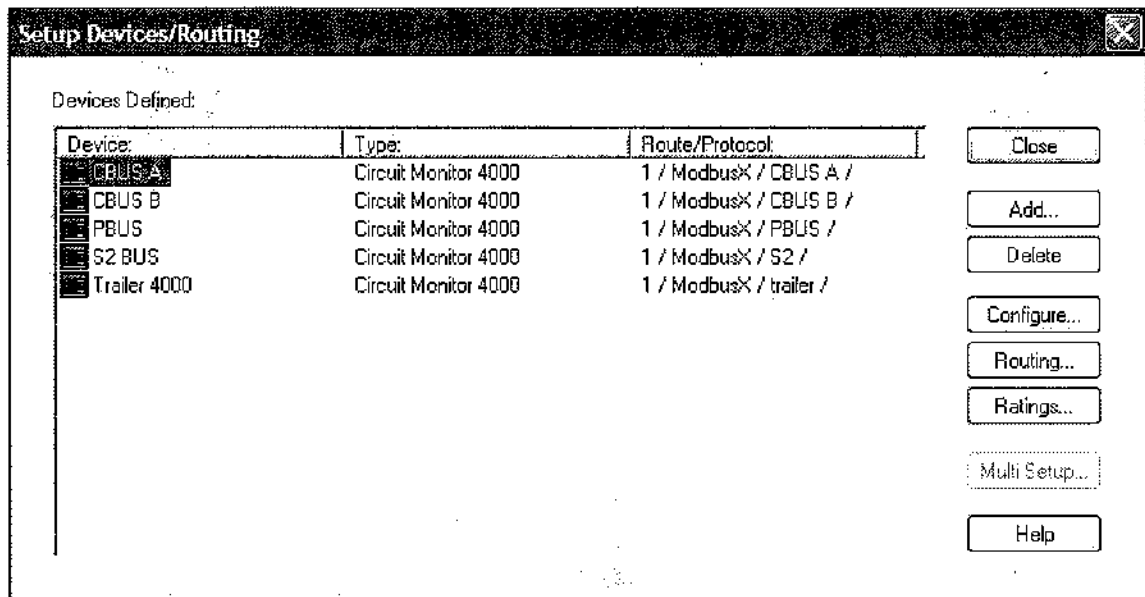 Setup Devices/Routing
Devices Defined:
Device: Type: Route/Protocol:
CBUS A Circuit Monitor 4000 1 / ModbusX / CBUS A /
CBUS B Circuit Monitor 4000 1 / ModbusX / CBUS B /
PBUS Circuit Monitor 4000 1 / ModbusX / PBUS /
S2 BUS Circuit Monitor 4000 1 / ModbusX / S2 /
Trailer 4000 Circuit Monitor 4000 1 / ModbusX / trailer /
Close
Add...
Delete
Configure...
Routing...
Ratings...
Multi Setup...
Help